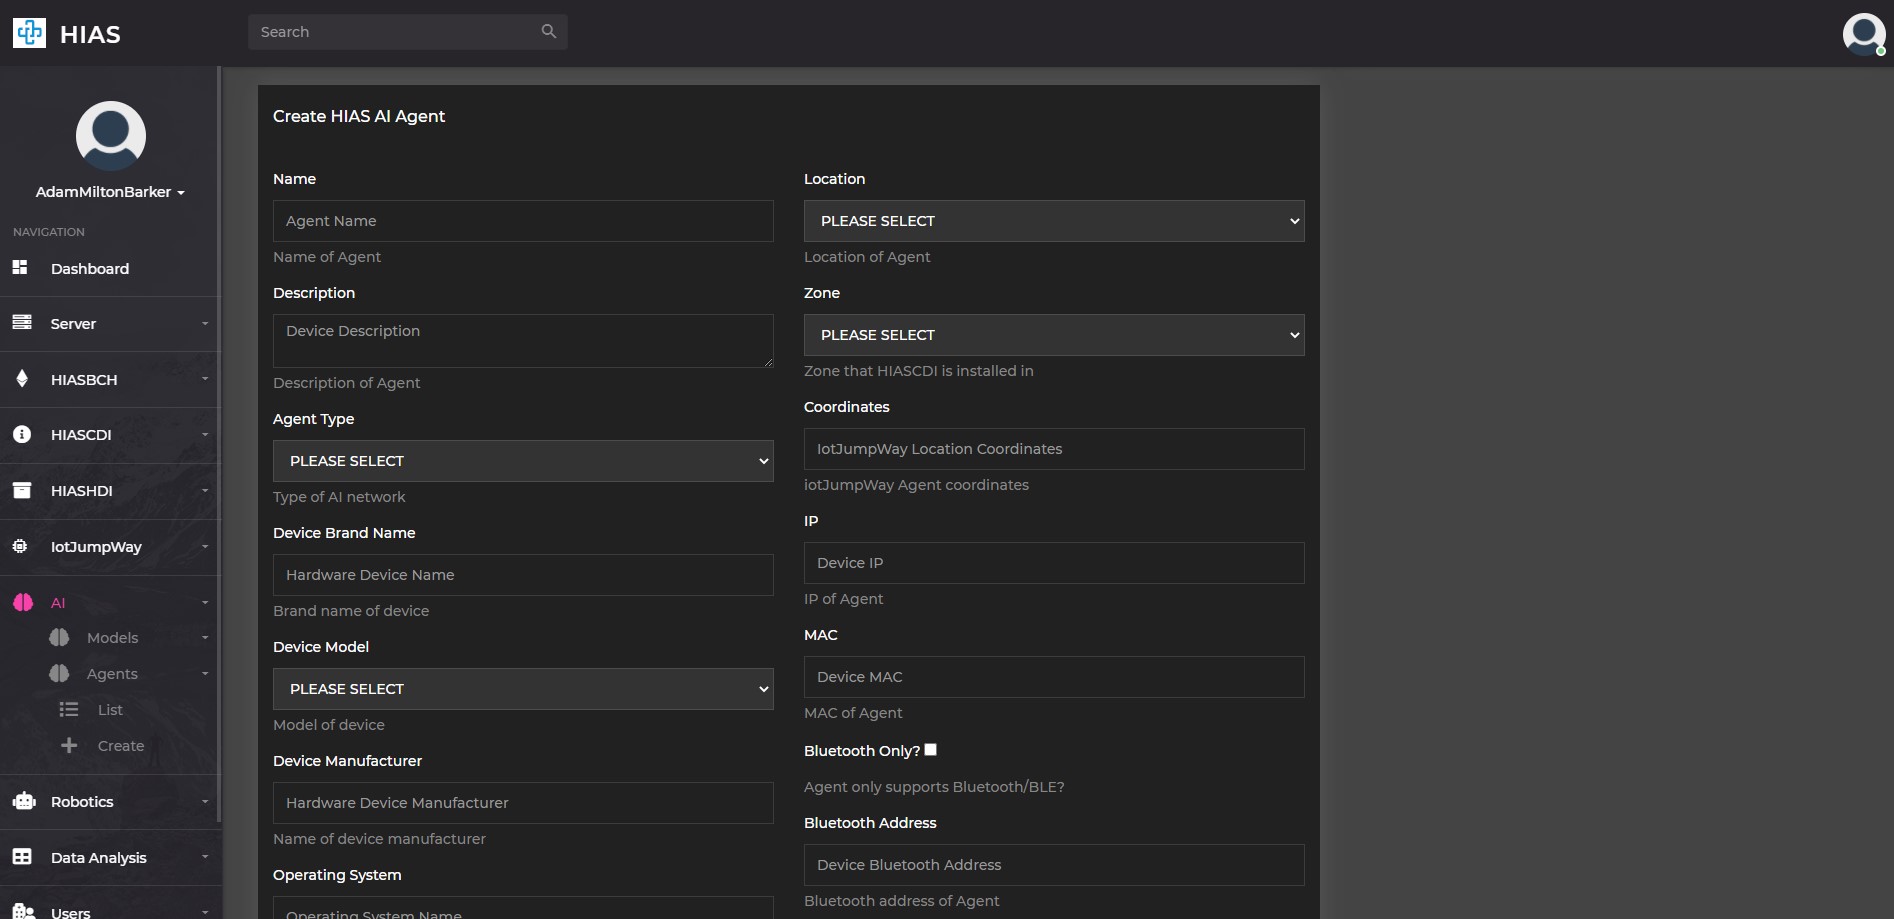 HIAS
Search
AdamMiltonBarker
NAVIGATION
Dashboard
Server
HIASBCH
HIASCDI
HIASHDI
IotJumpWay
AI
Models
Agents
List
Create
Robotics
Data Analysis
Users
Create HIAS AI Agent
Name
Agent Name
Name of Agent
Description
Device Description
Description of Agent
Agent Type
PLEASE SELECT
Type of AI network
Device Brand Name
Hardware Device Name
Brand name of device
Device Model
PLEASE SELECT
Model of device
Device Manufacturer
Hardware Device Manufacturer
Name of device manufacturer
Operating System
Operating System Name
Location
PLEASE SELECT
Location of Agent
Zone
PLEASE SELECT
Zone that HIASCDI is installed in
Coordinates
IotJumpWay Location Coordinates
iotJumpWay Agent coordinates
IP
Device IP
IP of Agent
MAC
Device MAC
MAC of Agent
Bluetooth Only?
Agent only supports Bluetooth/BLE?
Bluetooth Address
Device Bluetooth Address
Bluetooth address of Agent